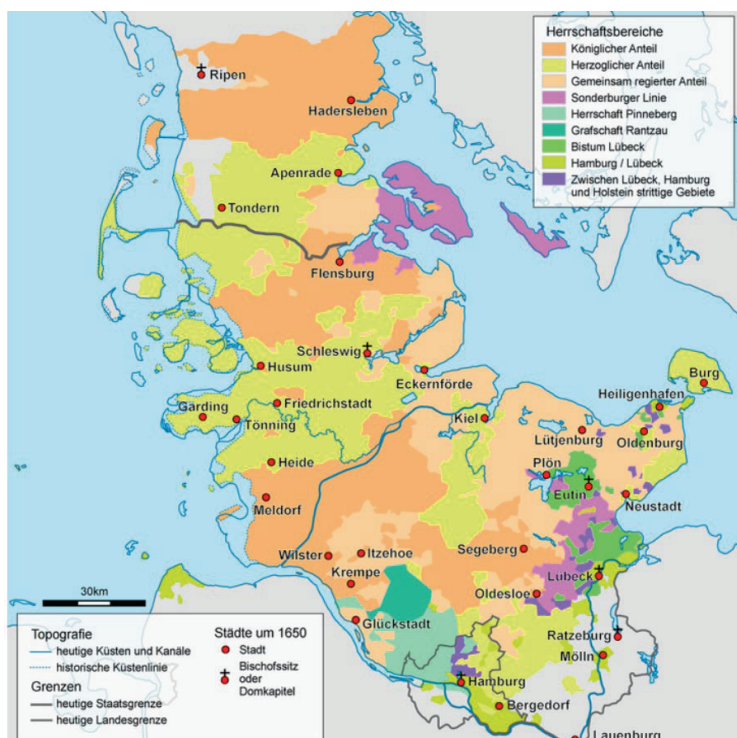 Herrschaftsbereiche
Königlicher Anteil
Herzoglicher Anteil
Gemeinsam regierter Anteil
Sonderburger Linie
Herrschaft Pinneberg
Grafschaft Rantzau
Bistum Lübeck
Hamburg / Lübeck
Zwischen Lübeck, Hamburg
und Holstein strittige Gebiete
Ripen
Hadersleben
Apenrade
Tondern
Flensburg
Schleswig
Husum
Eckernförde
Burg
Heiligenhafen
Friedrichstadt
Garding
Tönning
Kiel
Lütjenburg
Oldenburg
Heide
Plön
Eutin
Meldorf
Neustadt
Wilster
Itzehoe
Segeberg
Krempe
Lübeck
Oldesloe
Glückstadt
Ratzeburg
Mölln
Hamburg
Bergedorf
Lauenburg
30km
Topografie
heutige Küsten und Kanäle
historische Küstenlinie
Grenzen
heutige Staatsgrenze
heutige Landesgrenze
Städte um 1650
Stadt
Bischofssitz
oder
Domkapitel